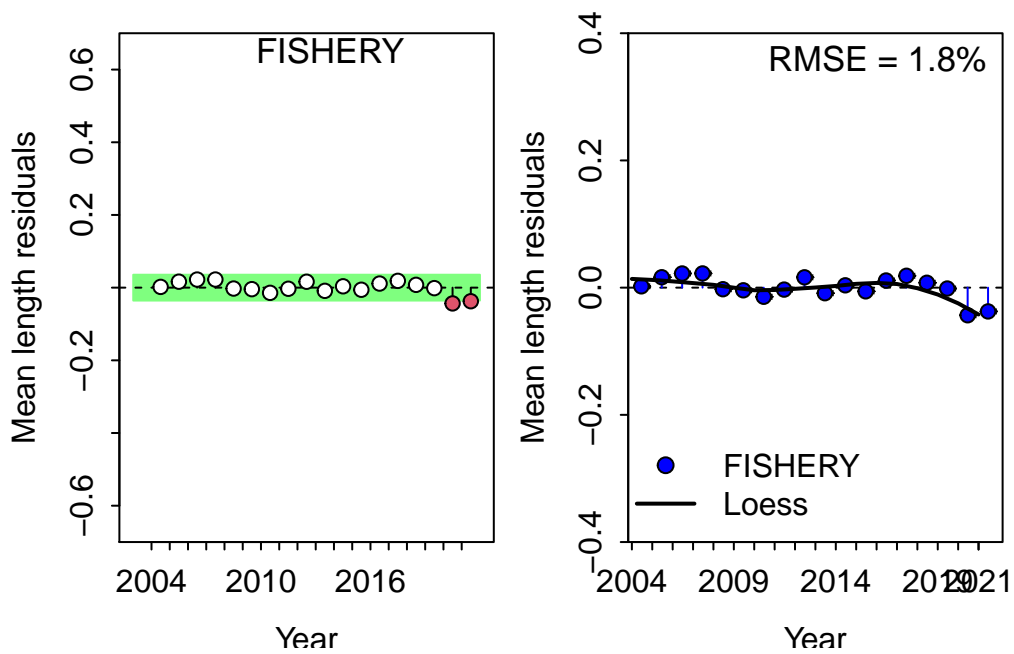 FISHERY
Mean length residuals
0.6
0.4
0.2
−0.2
−0.6
2004 2010 2016
Year
RMSE = 1.8%
Mean length residuals
0.4
0.2
0.0
−0.2
−0.4
FISHERY
Loess
2004 2009 2014 2019 2021
Year